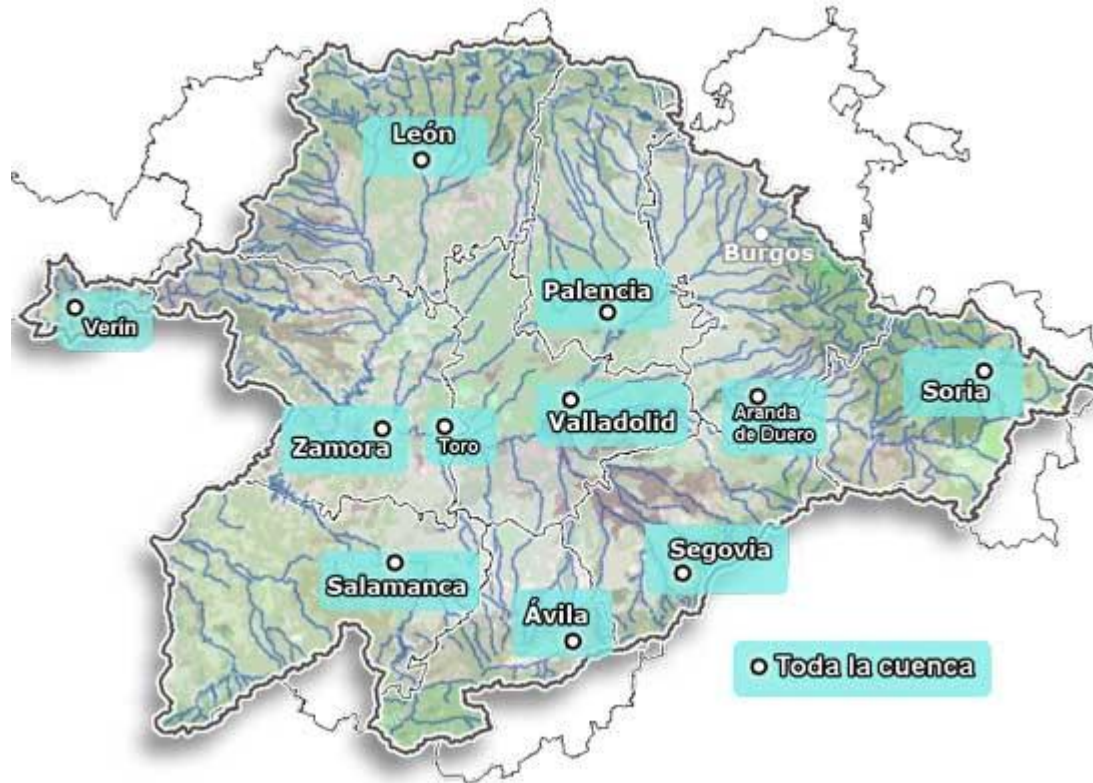 León
Burgos
Palencia
Verín
Soria
Valladolid
Aranda
de Duero
Zamora
Toro
Segovia
Salamanca
Ávila
Toda la cuenca